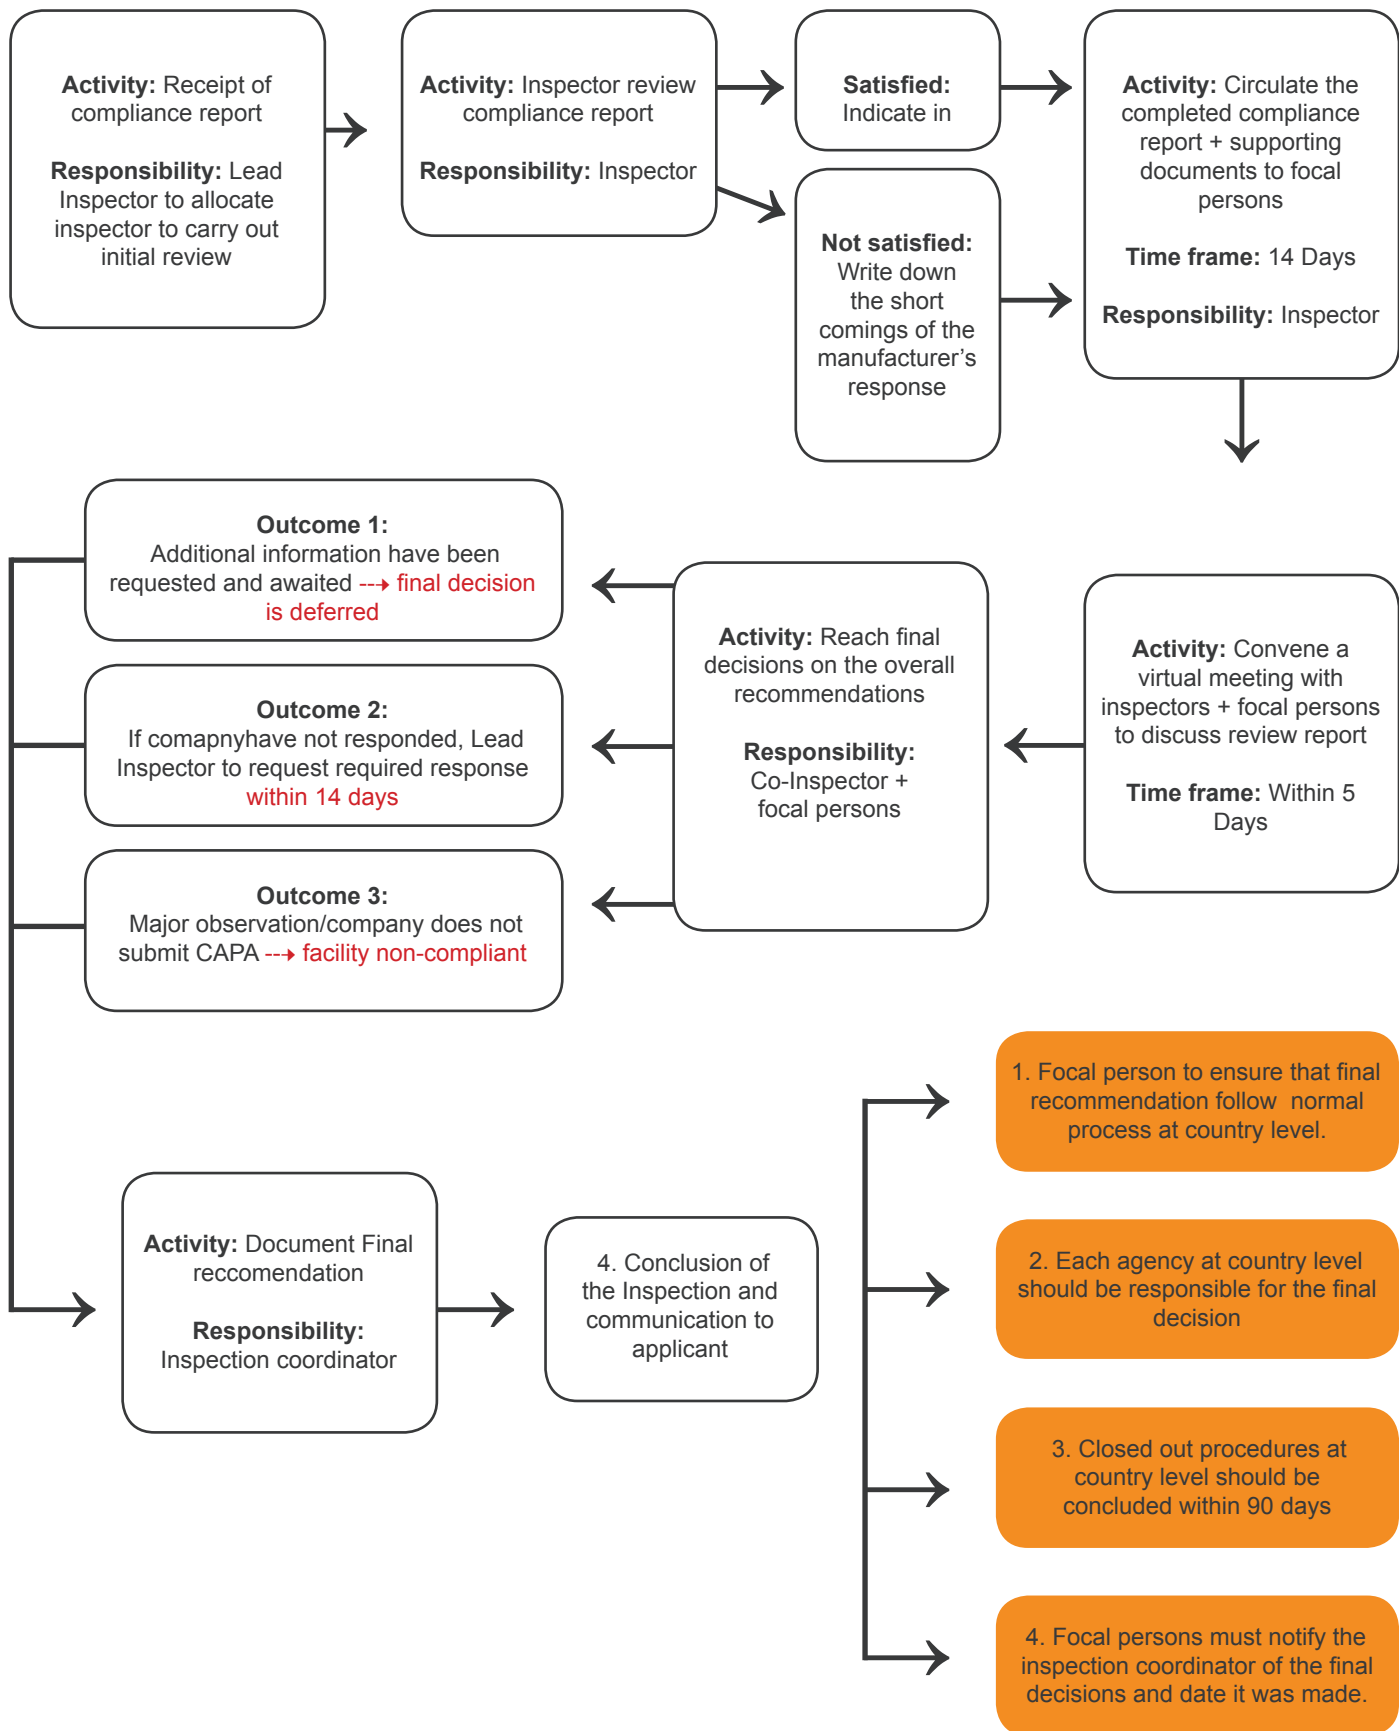 Activity: Receipt of
compliance report
Responsibility: Lead
Inspector to allocate
inspector to carry out
initial review
Activity: Inspector review
compliance report
Responsibility: Inspector
Satisfied:
Indicate in
Not satisfied:
Write down
the short
comings of the
manufacturer’s
response
Activity: Circulate the
completed compliance
report + supporting
documents to focal
persons
Time frame: 14 Days
Responsibility: Inspector
Activity: Convene a
virtual meeting with
inspectors + focal persons
to discuss review report
Time frame: Within 5
Days
Activity: Reach final
decisions on the overall
recommendations
Responsibility:
Co-Inspector +
focal persons
Outcome 1:
Additional information have been
requested and awaited ---→ final decision
is deferred
Outcome 2:
If comapnyhave not responded, Lead
Inspector to request required response
within 14 days
Outcome 3:
Major observation/company does not
submit CAPA ---→ facility non-compliant
Activity: Document Final
reccomendation
Responsibility:
Inspection coordinator
4. Conclusion of
the Inspection and
communication to
applicant
1. Focal person to ensure that final
recommendation follow  normal
process at country level.
2. Each agency at country level
should be responsible for the final
decision
3. Closed out procedures at
country level should be
concluded within 90 days
4. Focal persons must notify the
inspection coordinator of the final
decisions and date it was made.